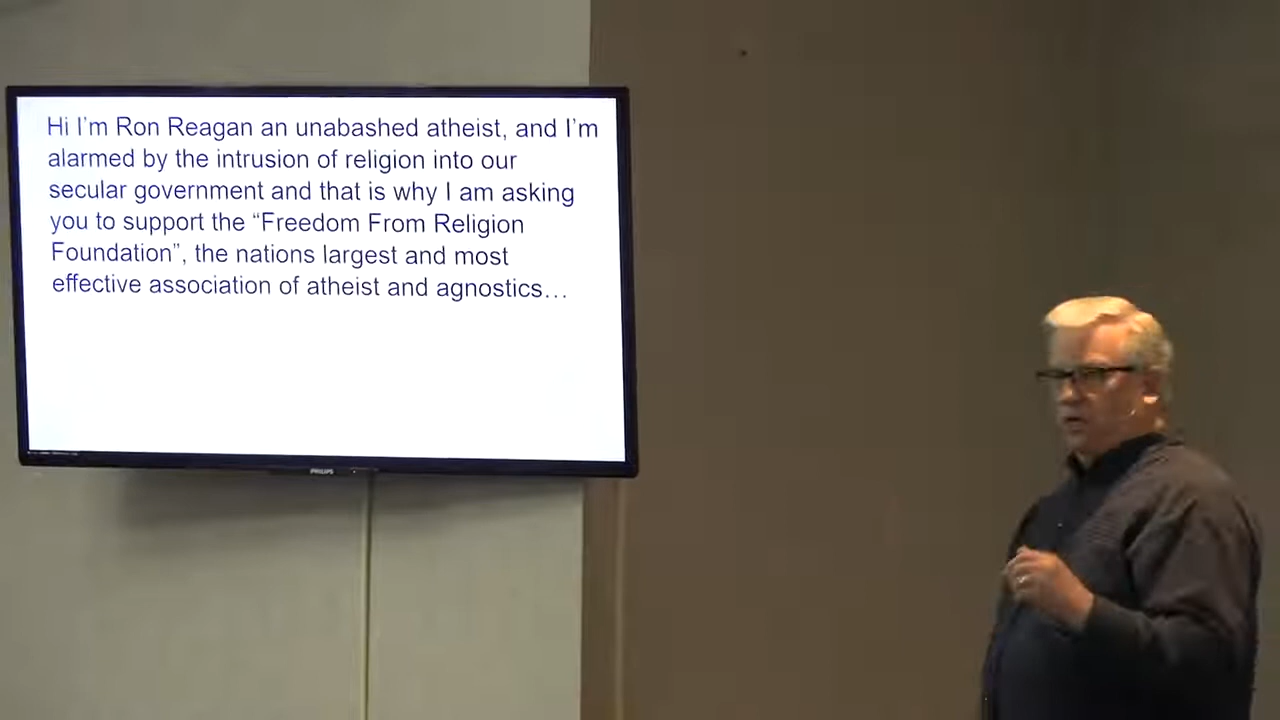 Hi I'm Ron Reagan an unabashed atheist, and I'm
alarmed by the intrusion of religion into our
secular government and that is why I am asking
you to support the “Freedom From Religion
Foundation”, the nations largest and most
effective association of atheist and agnostics…
PHILIPS